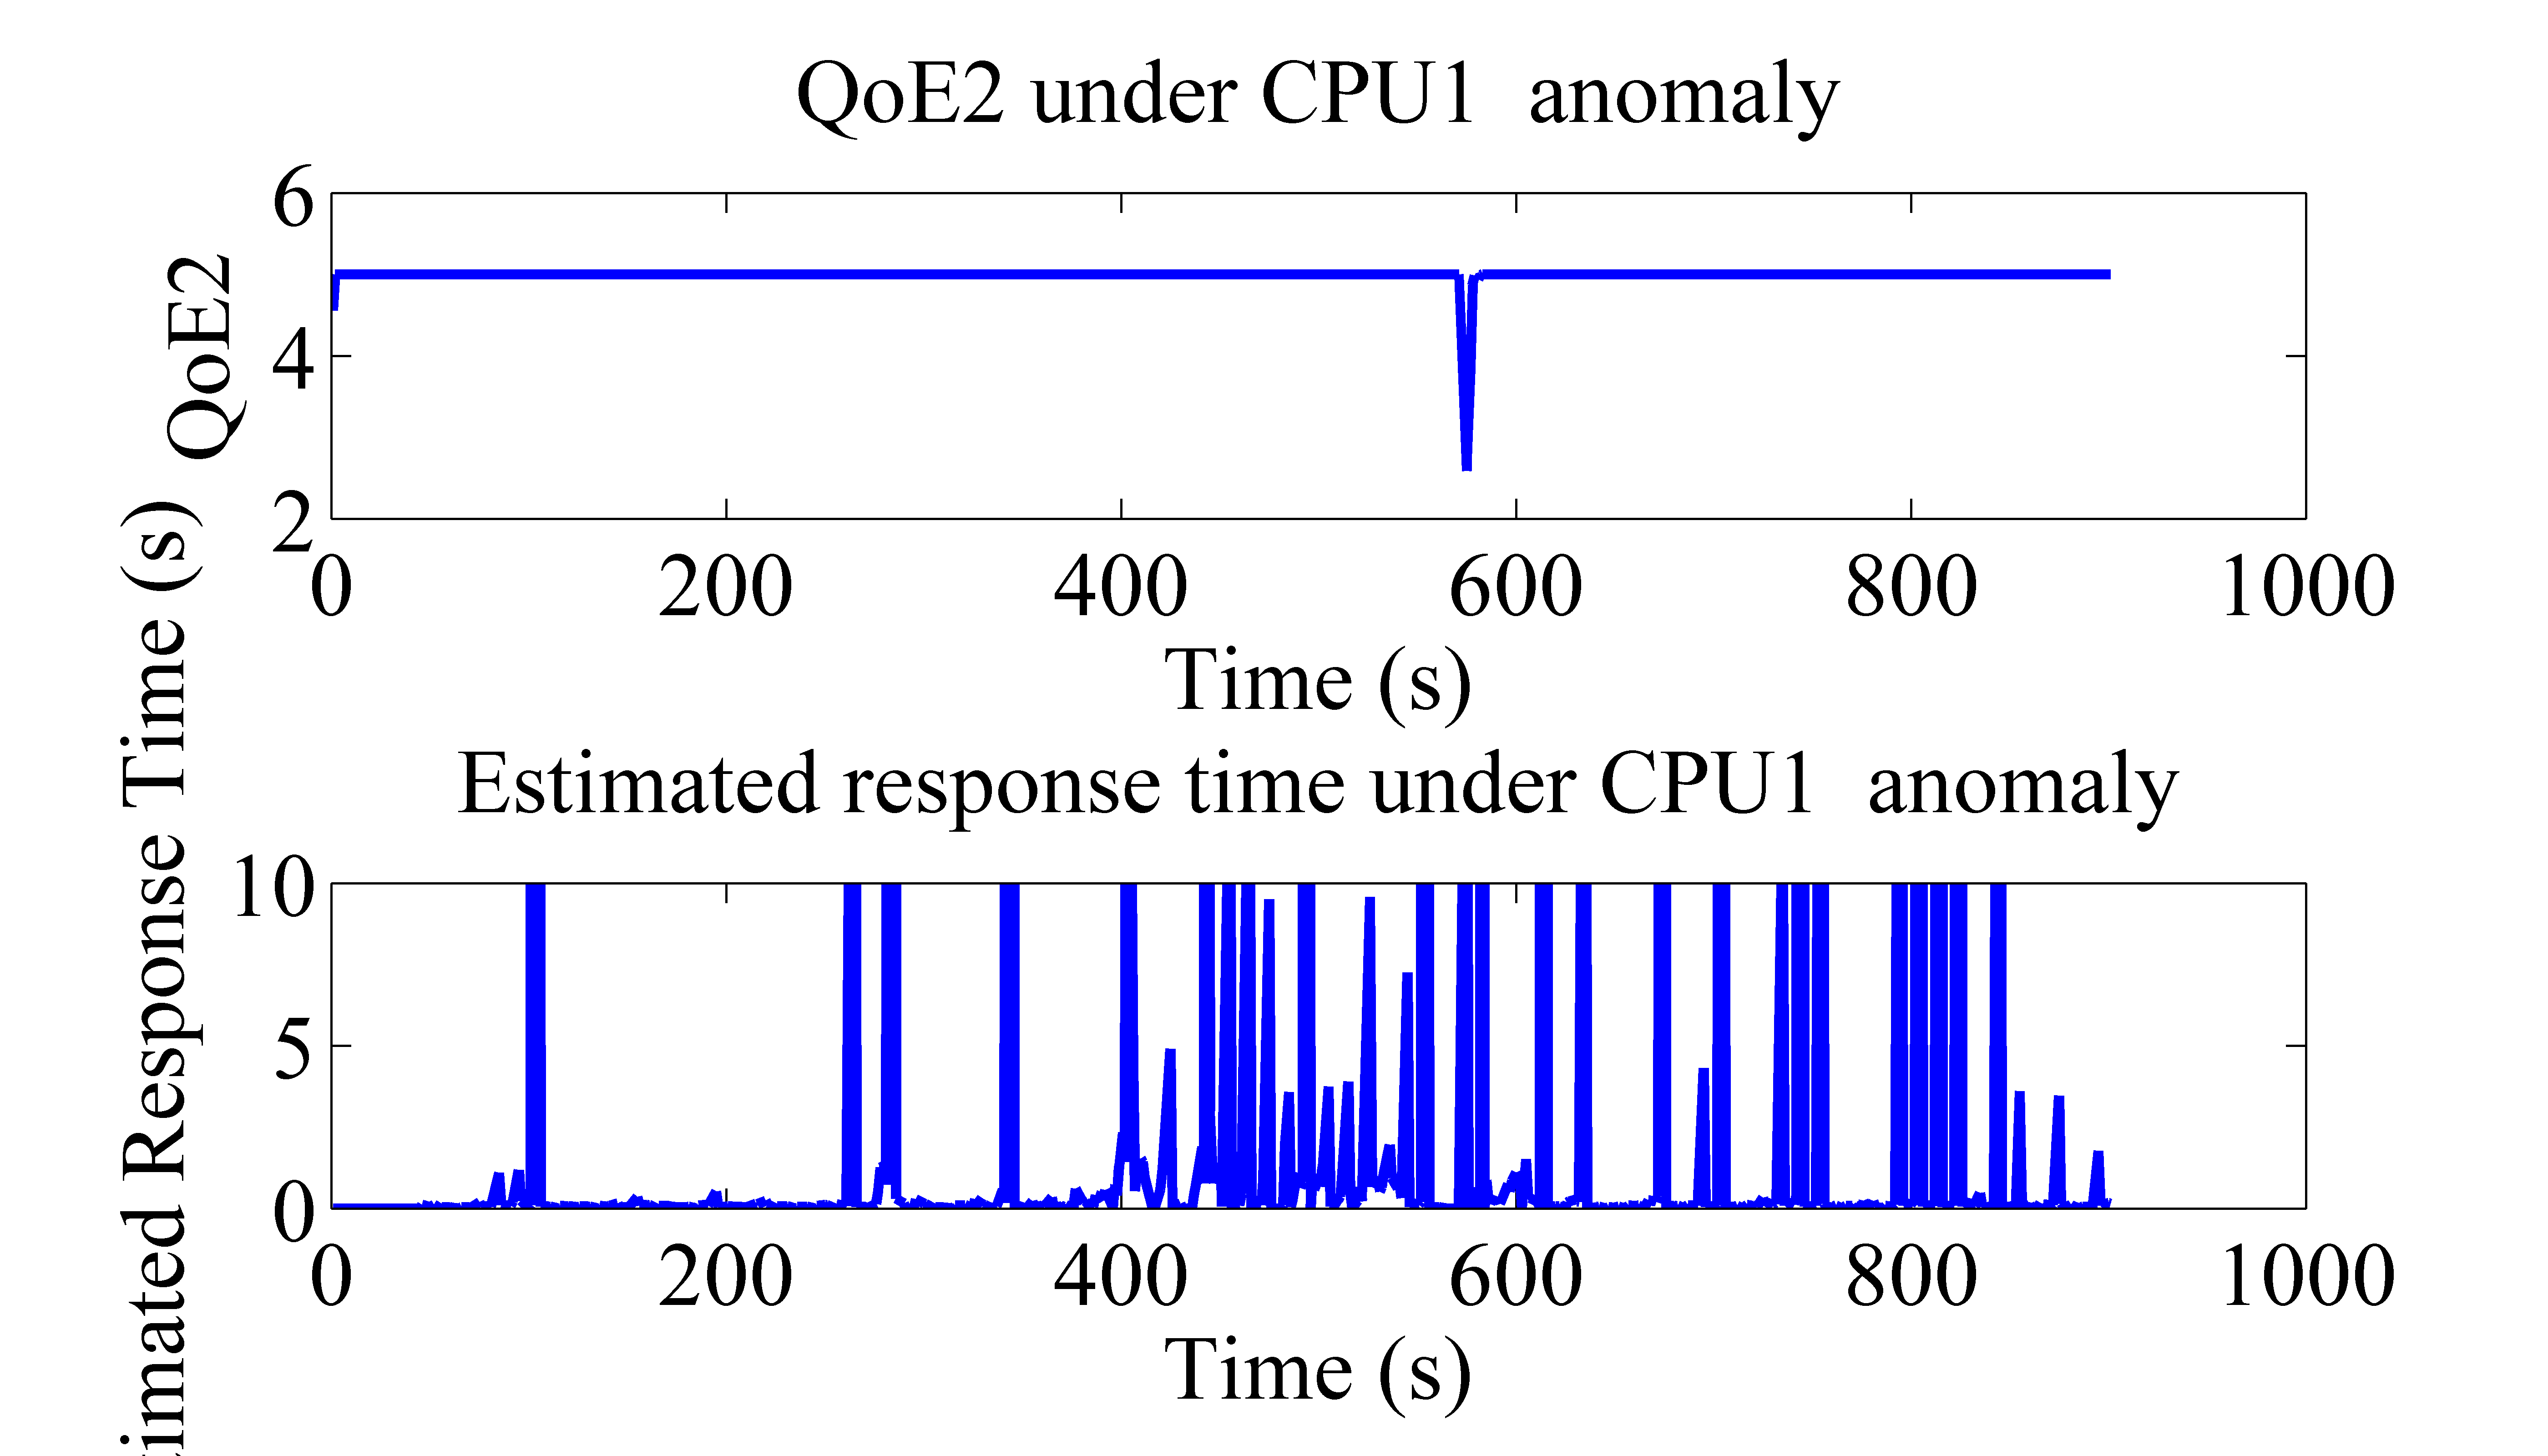 QoE2 under CPU1 anomaly
QoE2
6
4
2
0 200 400 600 800 1000
Time (s)
Estimated response time under CPU1 anomaly
Response Time (s)
10
5
0
0 200 400 600 800 1000
Time (s)